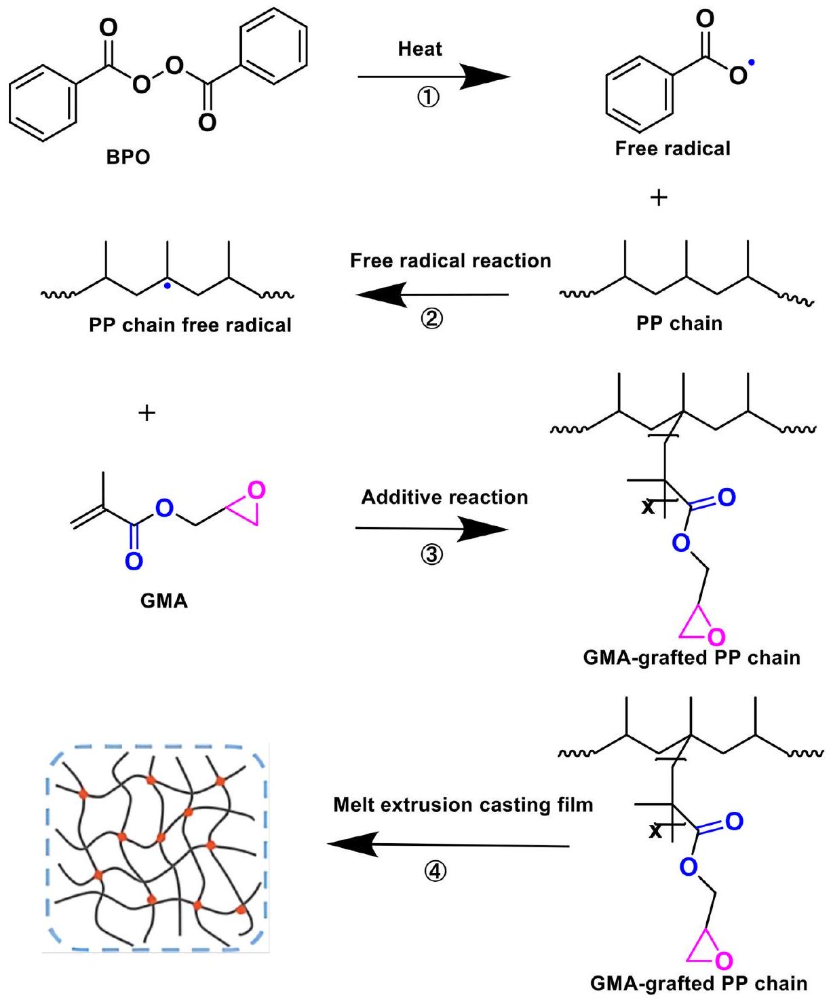 O
O
O
O
BPO
Heat
①
O
O
Free radical
+
PP chain free radical
Free radical reaction
②
PP chain
+
O
O
O
GMA
Additive reaction
③
x
O
O
O
GMA-grafted PP chain
Melt extrusion casting film
④
x
O
O
O
GMA-grafted PP chain